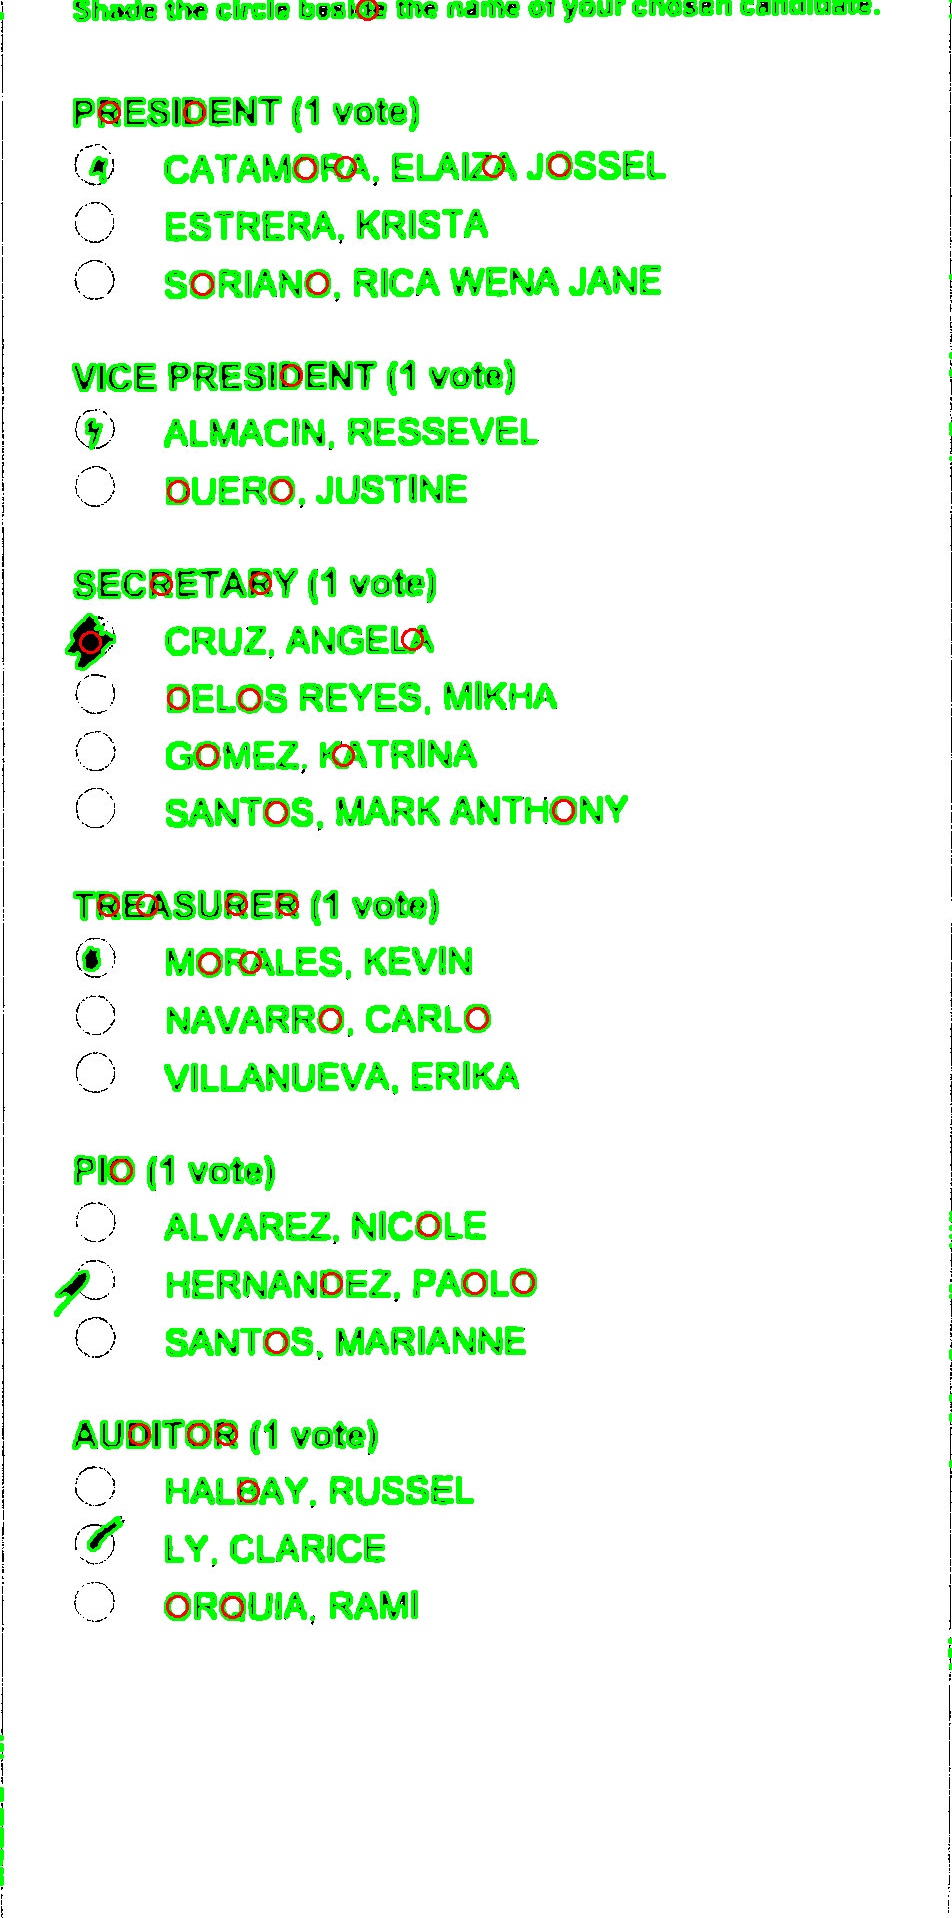 Shade the circle beside the name of your chosen candidate.
PRESIDENT (1 vote)
CATAMORA, ELAIZA JOSSEL
ESTRERA, KRISTA
SORIANO, RICA WENA JANE
VICE PRESIDENT (1 vote)
ALMACIN, RESSEVEL
DUERO, JUSTINE
SECRETARY (1 vote)
CRUZ, ANGELA
DELOS REYES, MIKHA
GOMEZ, KATRINA
SANTOS, MARK ANTHONY
TREASURER (1 vote)
MORALES, KEVIN
NAVARRO, CARLO
VILLANUEVA, ERIKA
PIO (1 vote)
ALVAREZ, NICOLE
HERNANDEZ, PAOLO
SANTOS, MARIANNE
AUDITOR (1 vote)
HALBAY, RUSSEL
LY, CLARICE
ORQUIA, RAMI